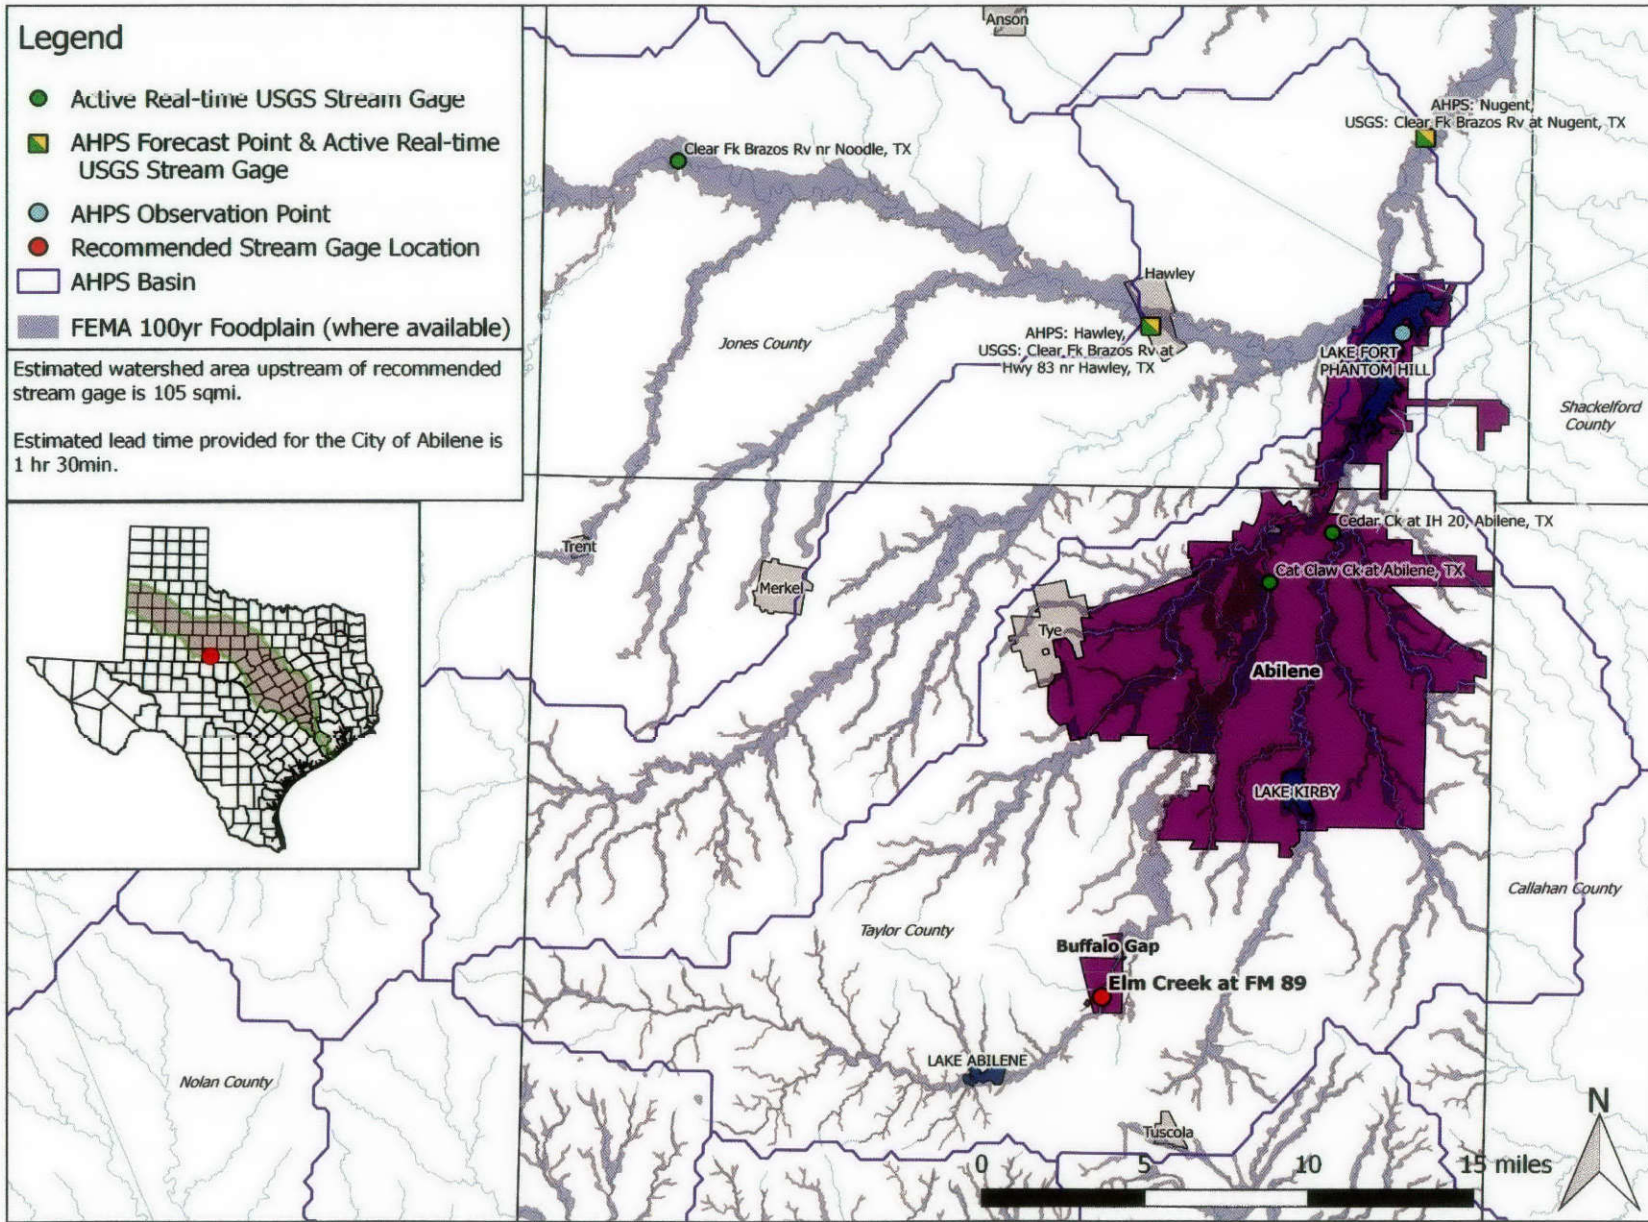 Legend
Active Real-time USGS Stream Gage
AHPS Forecast Point & Active Real-time
USGS Stream Gage
AHPS Observation Point
Recommended Stream Gage Location
AHPS Basin
FEMA 100yr Foodplain (where available)
Estimated watershed area upstream of recommended
stream gage is 105 sqmi.
Estimated lead time provided for the City of Abilene is
1 hr 30min.
Anson
AHPS: Nugent,
USGS: Clear Fk Brazos Rv at Nugent, TX
Clear Fk Brazos Rv nr Noodle, TX
Hawley
AHPS: Hawley,
USGS: Clear Fk Brazos Rv at
Hwy 83 nr Hawley, TX
Jones County
LAKE FORT
PHANTOM HILL
Shackelford
County
Cedar Ck at IH 20, Abilene, TX
Trent
Cat Claw Ck at Abilene, TX
Merkel
Tye
Abilene
LAKE KIRBY
Callahan County
Taylor County
Buffalo Gap
Elm Creek at FM 89
LAKE ABILENE
Nolan County
Tuscola
N
0 5 10 15 miles